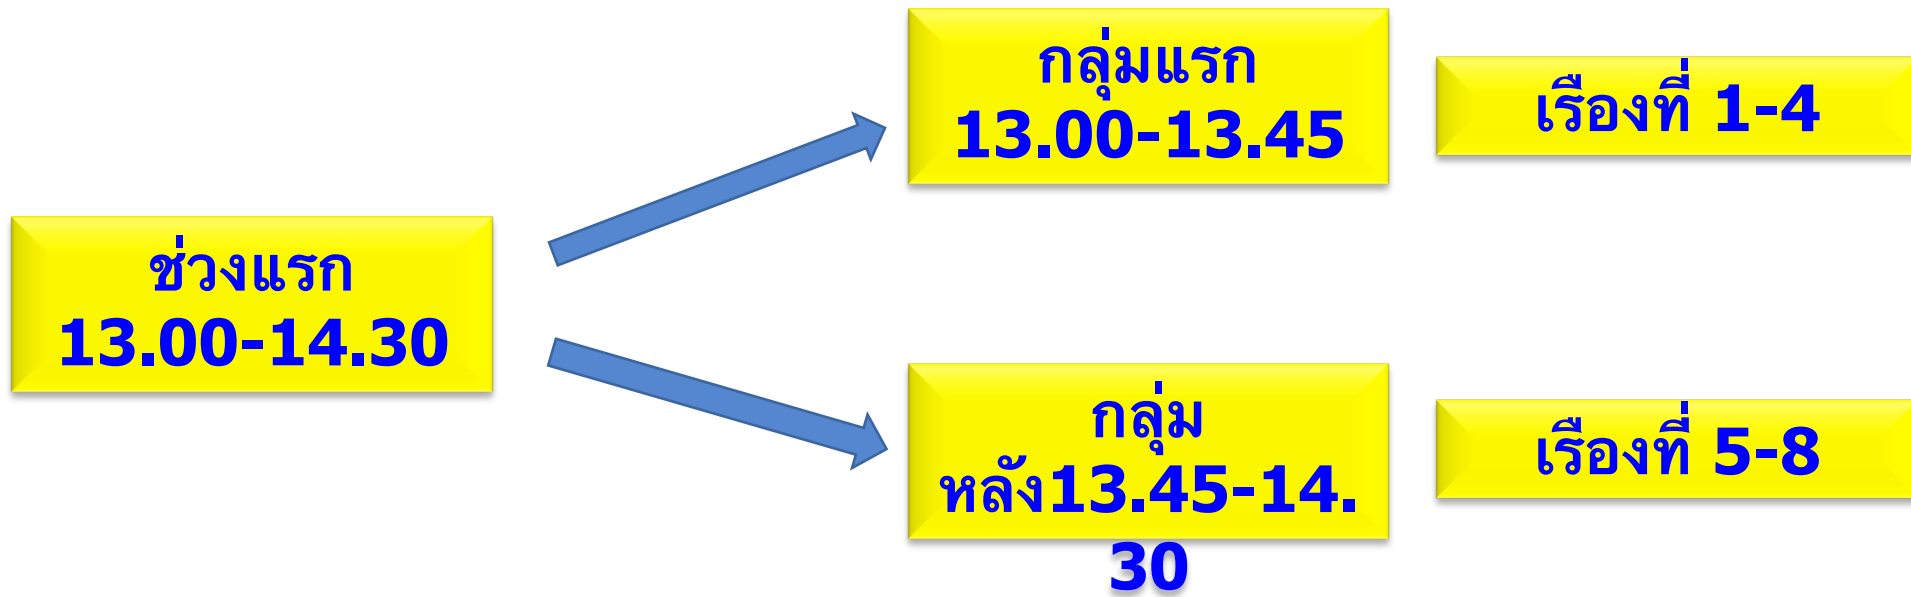 ช่วงแรก
13.00-14.30
กลุ่มแรก
13.00-13.45
เรื่องที่ 1-4
กลุ่ม
หลัง13.45-14.
30
เรื่องที่ 5-8